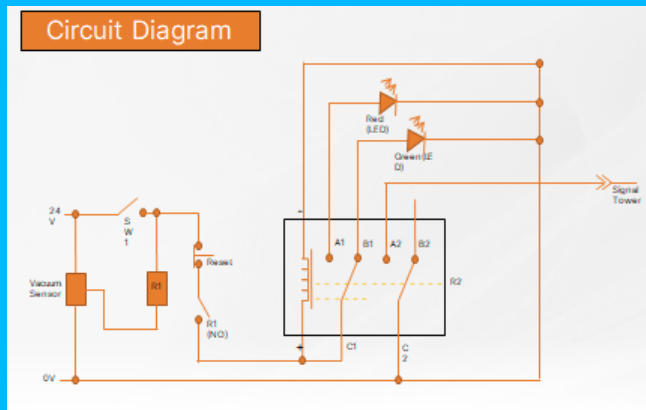 Circuit Diagram
Red
(LED)
Green(lE
D)
Signal
Tower
24
V
S
W
1
-
A1
B1
A2
B2
Reset
Vacuum
Sensor
R1
R2
R1
(NO)
+
C1
C
2
0V